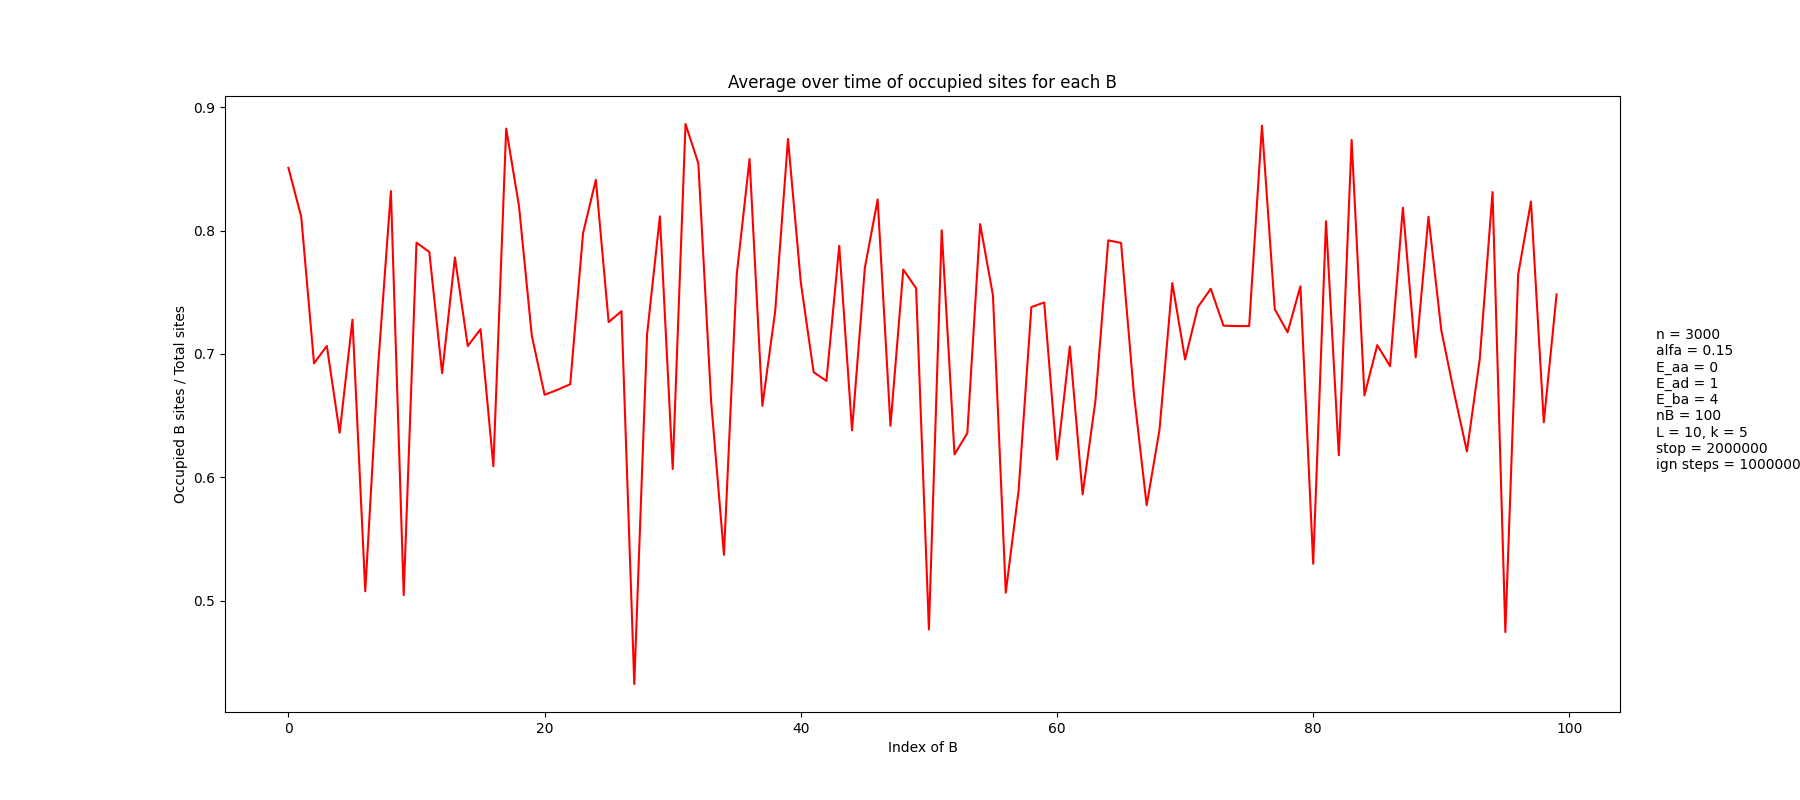 Average over time of occupied sites for each B
0.9
0.8
0.7
0.6
0.5
Occupied B sites / Total sites
0 20 40 60 80 100
Index of B
n = 3000
alfa = 0.15
E_aa = 0
E_ad = 1
E_ba = 4
nB = 100
L = 10, k = 5
stop = 2000000
ign steps = 1000000